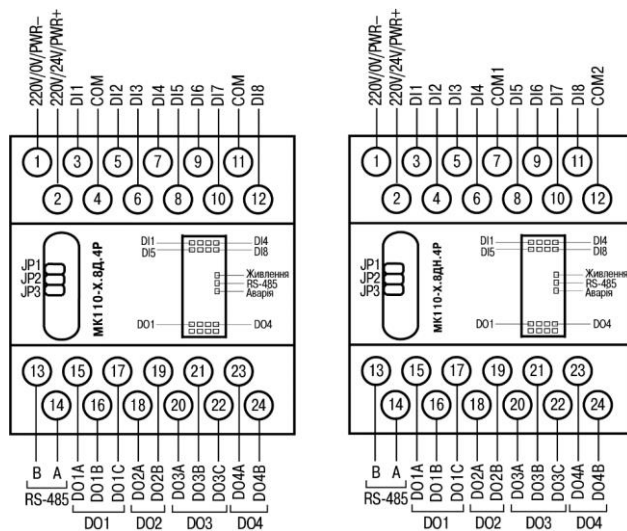 220V/0V/PWR–
220V/24V/PWR+
DI1
COM
DI2
DI3
DI4
DI5
DI6
DI7
COM
DI8
1
3
5
7
9
11
2
4
6
8
10
12
JP1
JP2
JP3
МК110-Х.8Д.4Р
DI1
DI4
DI5
DI8
Живлення
RS-485
Аварія
DO1
DO4
13
15
17
19
21
23
14
16
18
20
22
24
B
A
DO1A
DO1B
DO1C
DO2A
DO2B
DO3A
DO3B
DO3C
DO4A
DO4B
RS-485
DO1
DO2
DO3
DO4
220V/0V/PWR–
220V/24V/PWR+
DI1
DI2
DI3
DI4
COM1
DI5
DI6
DI7
DI8
COM2
1
3
5
7
9
11
2
4
6
8
10
12
JP1
JP2
JP3
МК110-Х.8ДН.4Р
DI1
DI4
DI5
DI8
Живлення
RS-485
Аварія
DO1
DO4
13
15
17
19
21
23
14
16
18
20
22
24
B
A
DO1A
DO1B
DO1C
DO2A
DO2B
DO3A
DO3B
DO3C
DO4A
DO4B
RS-485
DO1
DO2
DO3
DO4